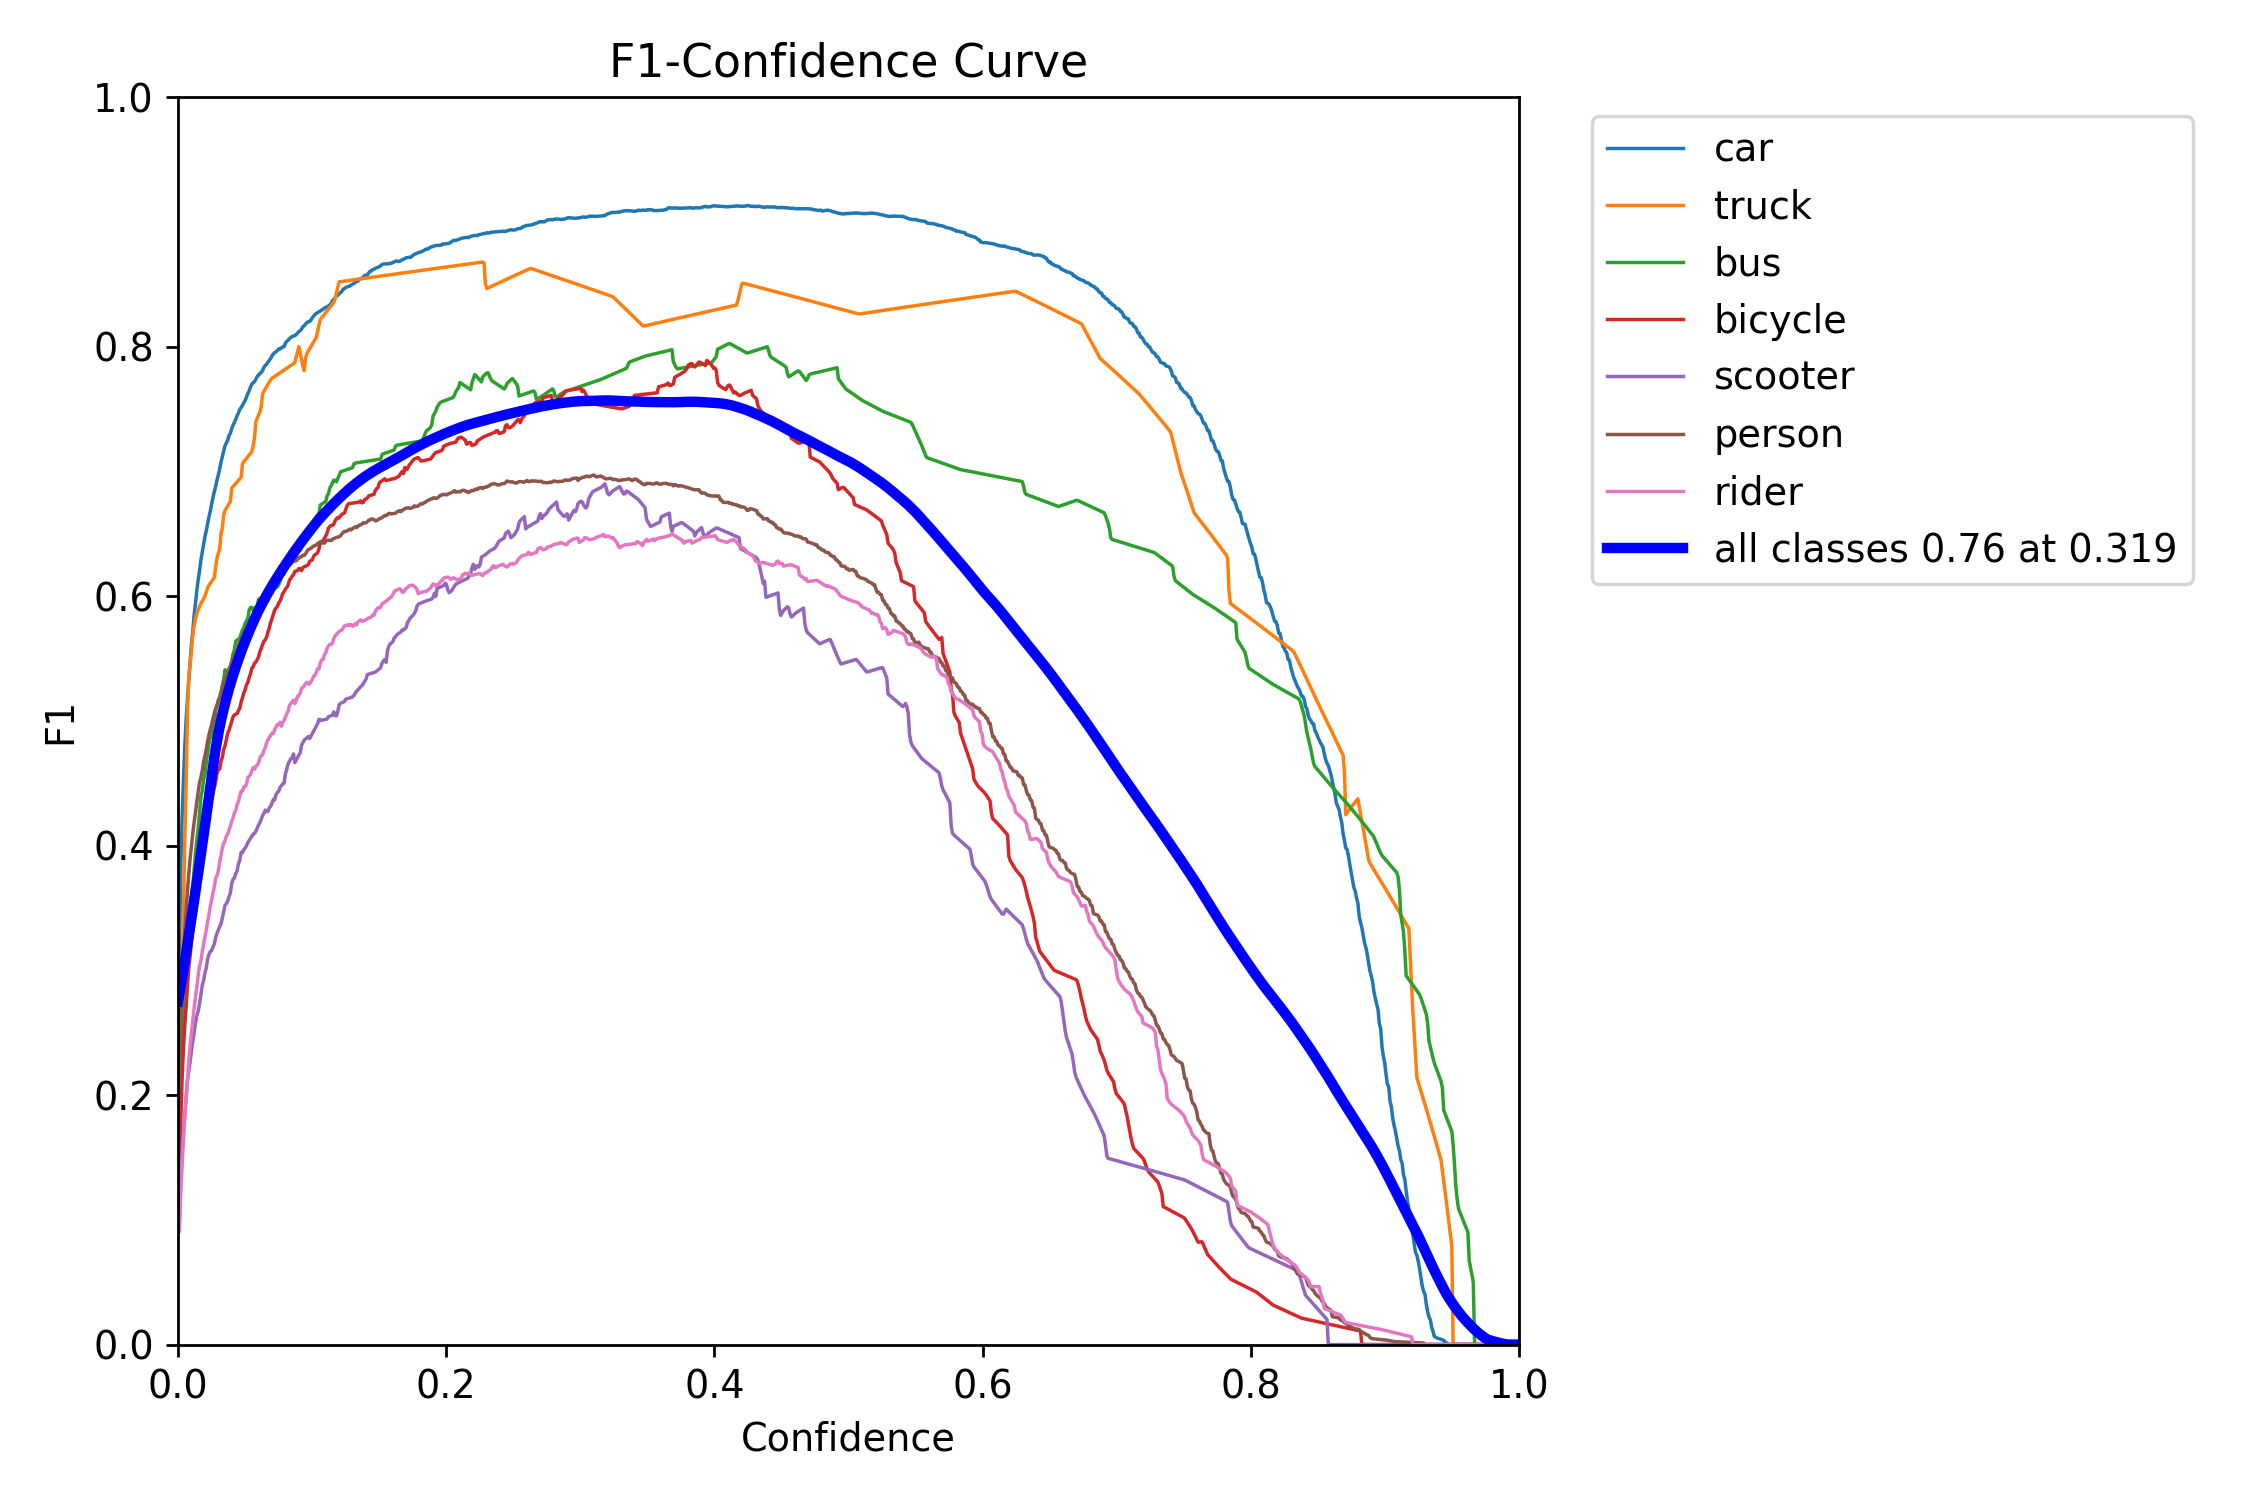 F1-Confidence Curve
1.0
0.8
0.6
0.4
0.2
0.0
F1
0.0 0.2 0.4 0.6 0.8 1.0
Confidence
car
truck
bus
bicycle
scooter
person
rider
all classes 0.76 at 0.319